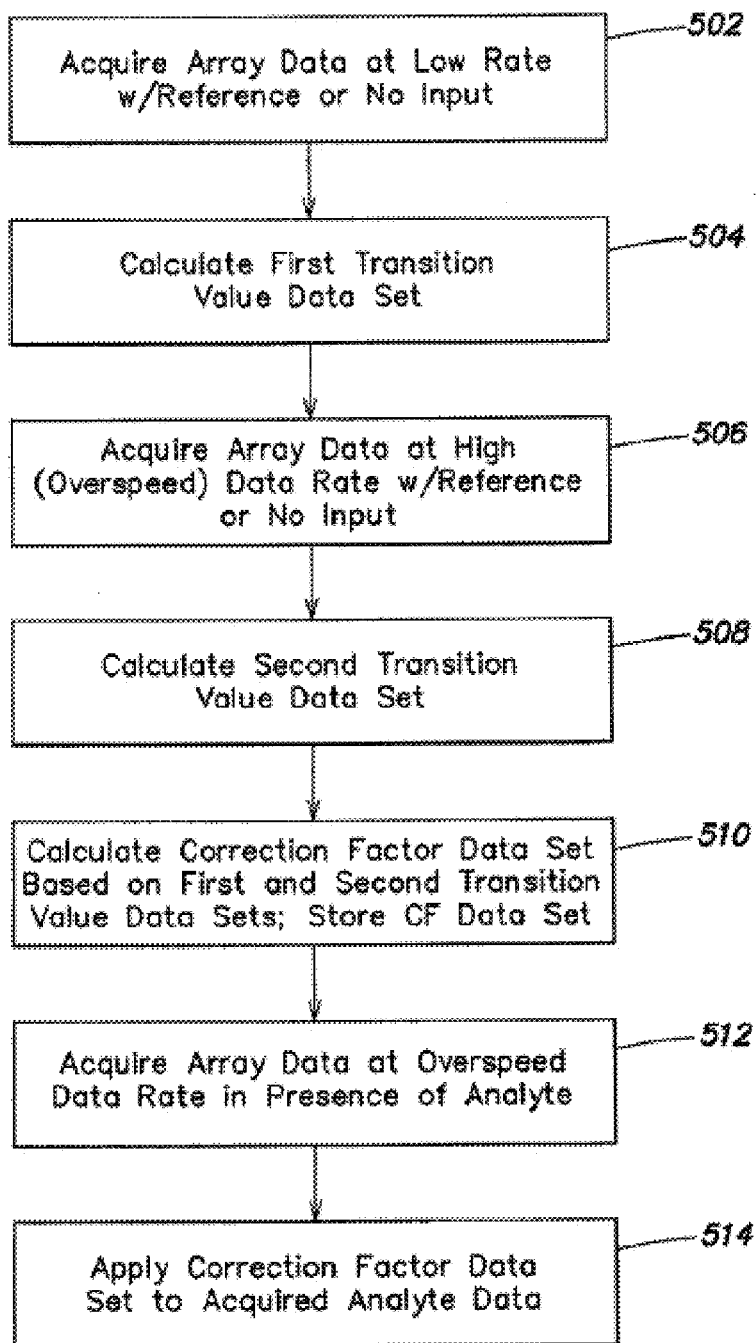 502
Acquire Array Data at Low Rate
w/Reference or No Input
504
Calculate First Transition
Value Data Set
506
Acquire Array Data at High
(Overspeed) Data Rate w/Reference
or No Input
508
Calculate Second Transition
Value Data Set
510
Calculate Correction Factor Data Set
Based on First and Second Transition
Value Data Sets; Store CF Data Set
512
Acquire Array Data at Overspeed
Data Rate in Presence of Analyte
514
Apply Correction Factor Data
Set to Acquired Analyte Data